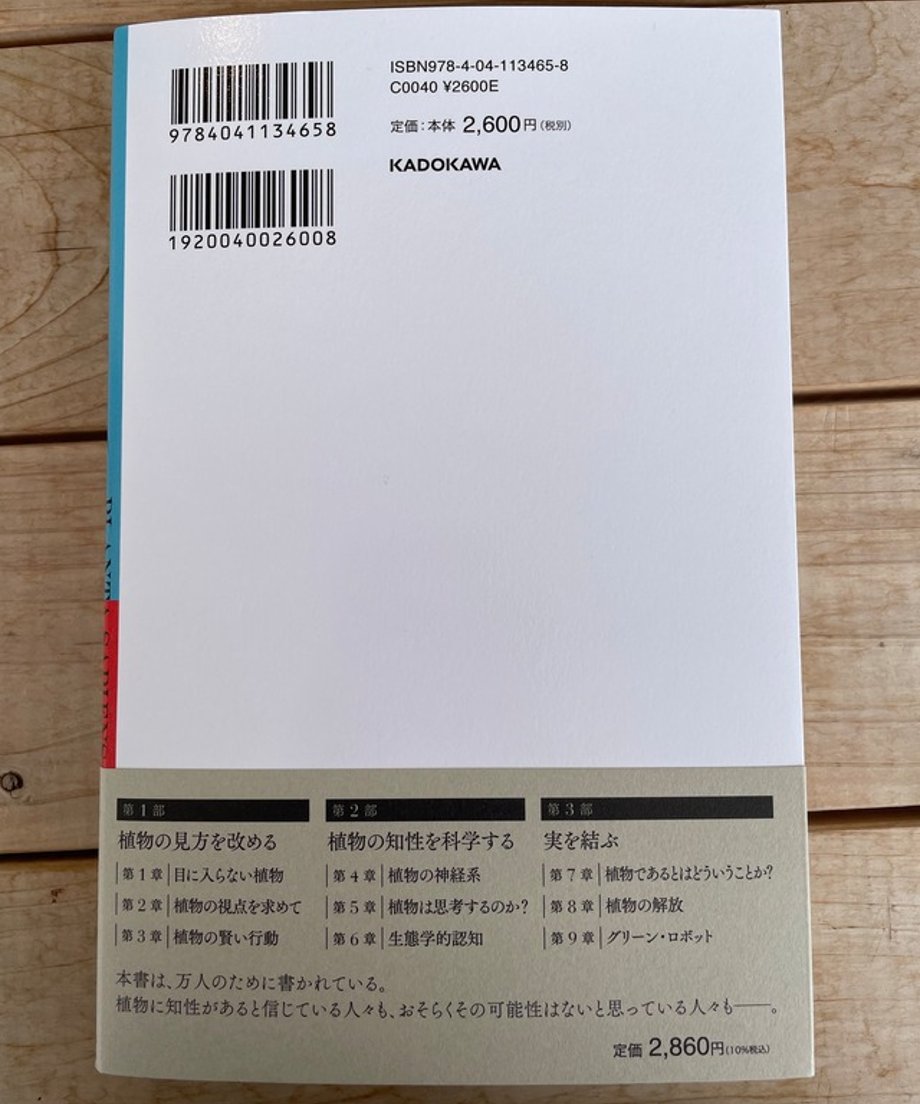 9784041134658
1920040026008
ISBN978-4-04-113465-8
C0040 ¥2600E
定価：本体 2,600円（税別）
KADOKAWA
第1部
植物の見方を改める
第1章 目に入らない植物
第2章 植物の視点を求めて
第3章 植物の賢い行動
第2部
植物の知性を科学する
第4章 植物の神経系
第5章 植物は思考するのか?
第6章 生態学的認知
第3部
実を結ぶ
第7章 植物であるとはどういうことか?
第8章 植物の解放
第9章 グリーン・ロボット
本書は、万人のために書かれている。
植物に知性があると信じている人々も、おそらくその可能性はないと思っている人々も──。
定価 2,860円（10%税込）